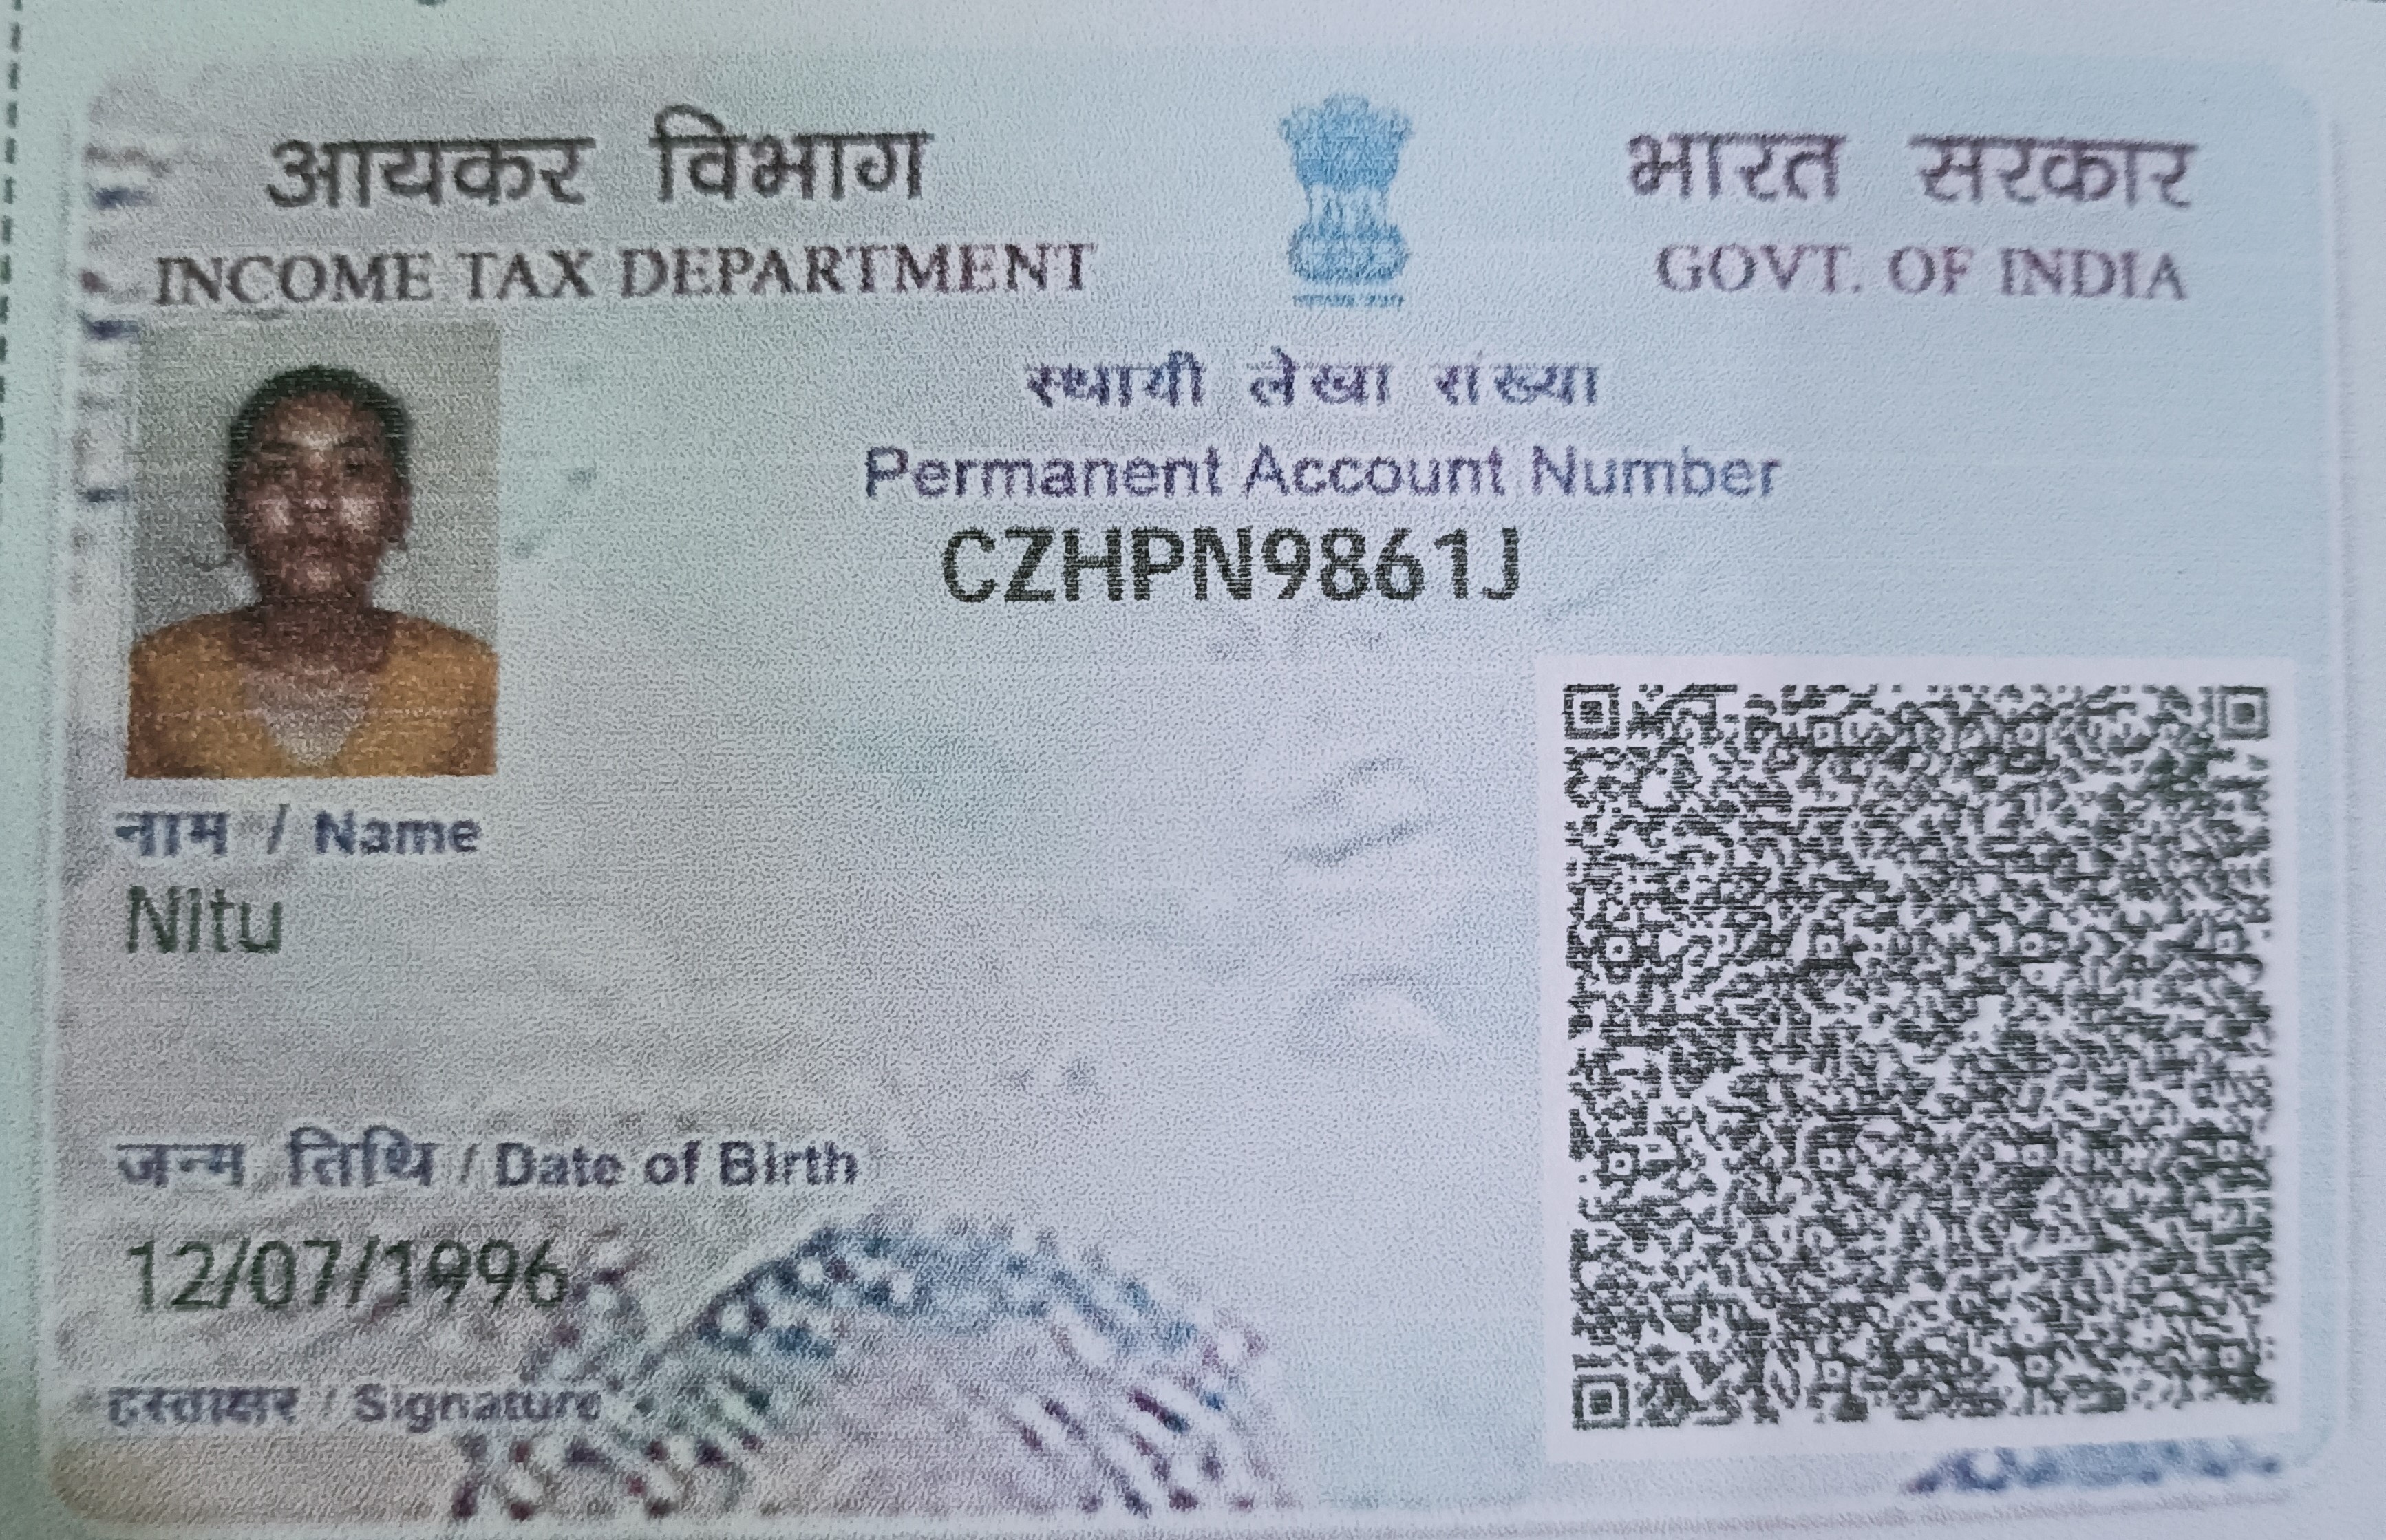 आयकर विभाग
INCOME TAX DEPARTMENT
भारत सरकार
GOVT. OF INDIA
स्थायी लेखा संख्या
Permanent Account Number
CZHPN9861J
नाम / Name
Nitu
जन्म तिथि / Date of Birth
12/07/1996
हस्ताक्षर / Signature